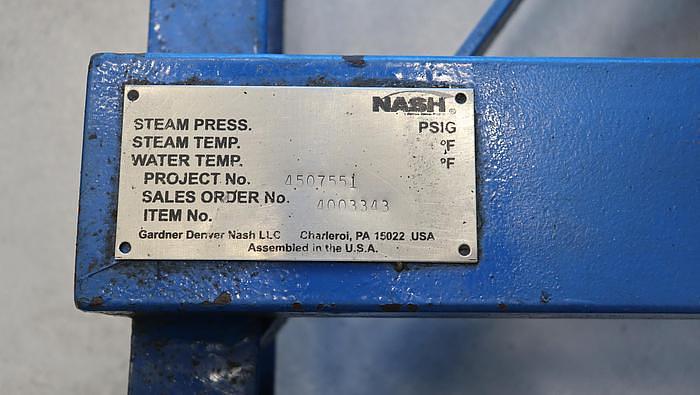 NASH®
STEAM PRESS. PSIG
STEAM TEMP. °F
WATER TEMP. °F
PROJECT No. 4507551
SALES ORDER No. 4003343
ITEM No.
Gardner Denver Nash LLC Charleroi, PA 15022 USA
Assembled in the U.S.A.